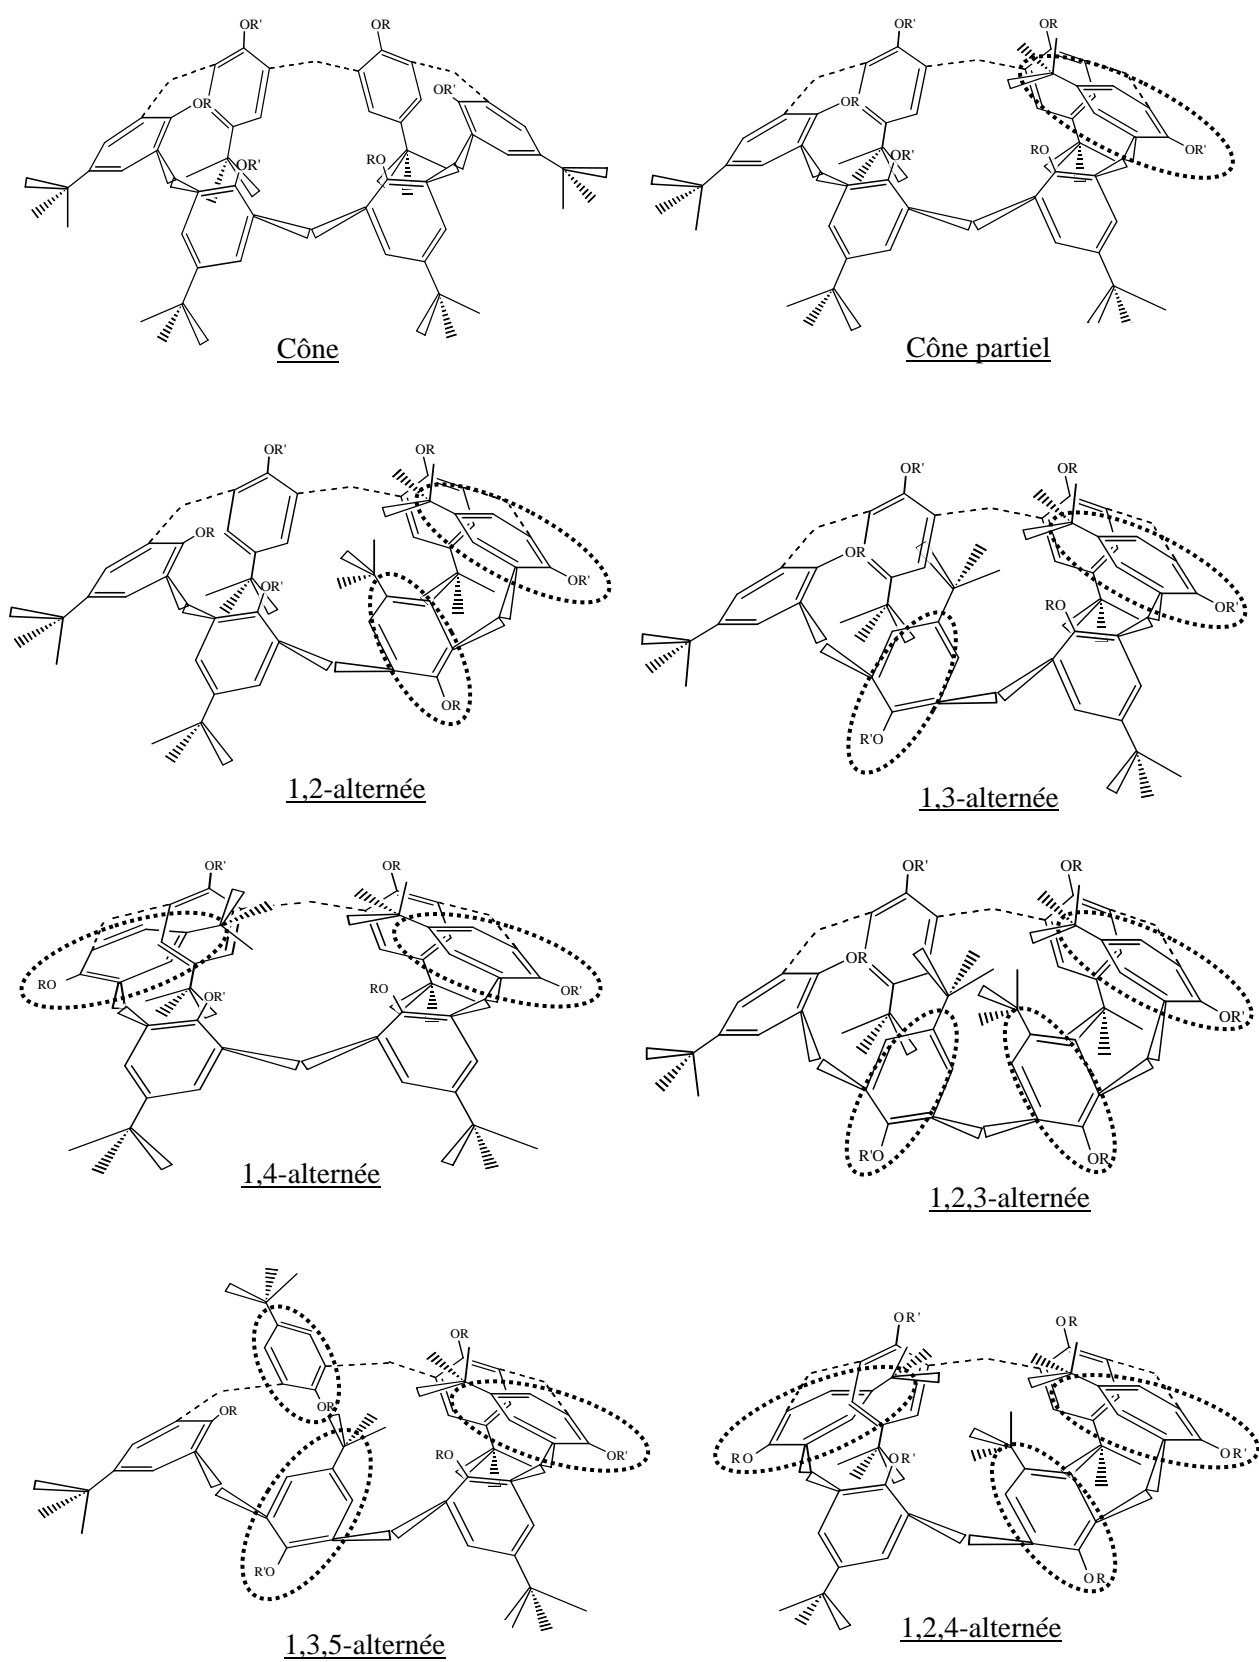 OR' OR
OR OR'
RO OR'
Cône
OR' OR
OR
RO OR' OR'
Cône partiel
OR' OR
OR
OR' OR'
OR
1,2-alternée
OR' OR
OR
RO OR'
R'O
1,3-alternée
OR' OR
RO OR' RO OR'
1,4-alternée
OR' OR
OR
OR'
R'O OR
1,2,3-alternée
OR
OR OR
RO OR'
R'O
1,3,5-alternée
OR' OR
RO OR' OR'
OR
1,2,4-alternée